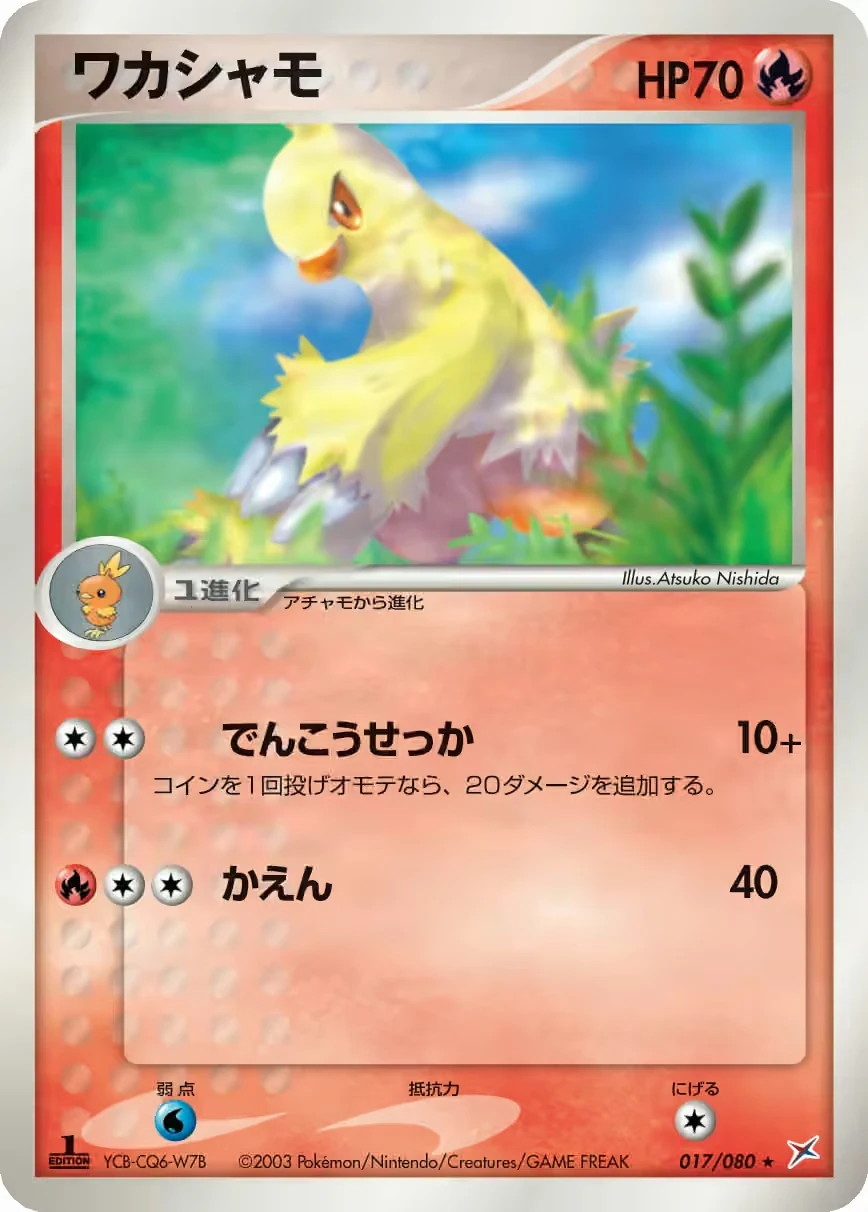 ワカシャモ HP70
Illus.Atsuko Nishida
1進化
アチャモから進化
でんこうせっか 10+
コインを1回投げオモテなら、20ダメージを追加する。
かえん 40
弱点 抵抗力 にげる
1 EDITION YCB-CQ6-W7B ©2003 Pokémon/Nintendo/Creatures/GAME FREAK 017/080 ★